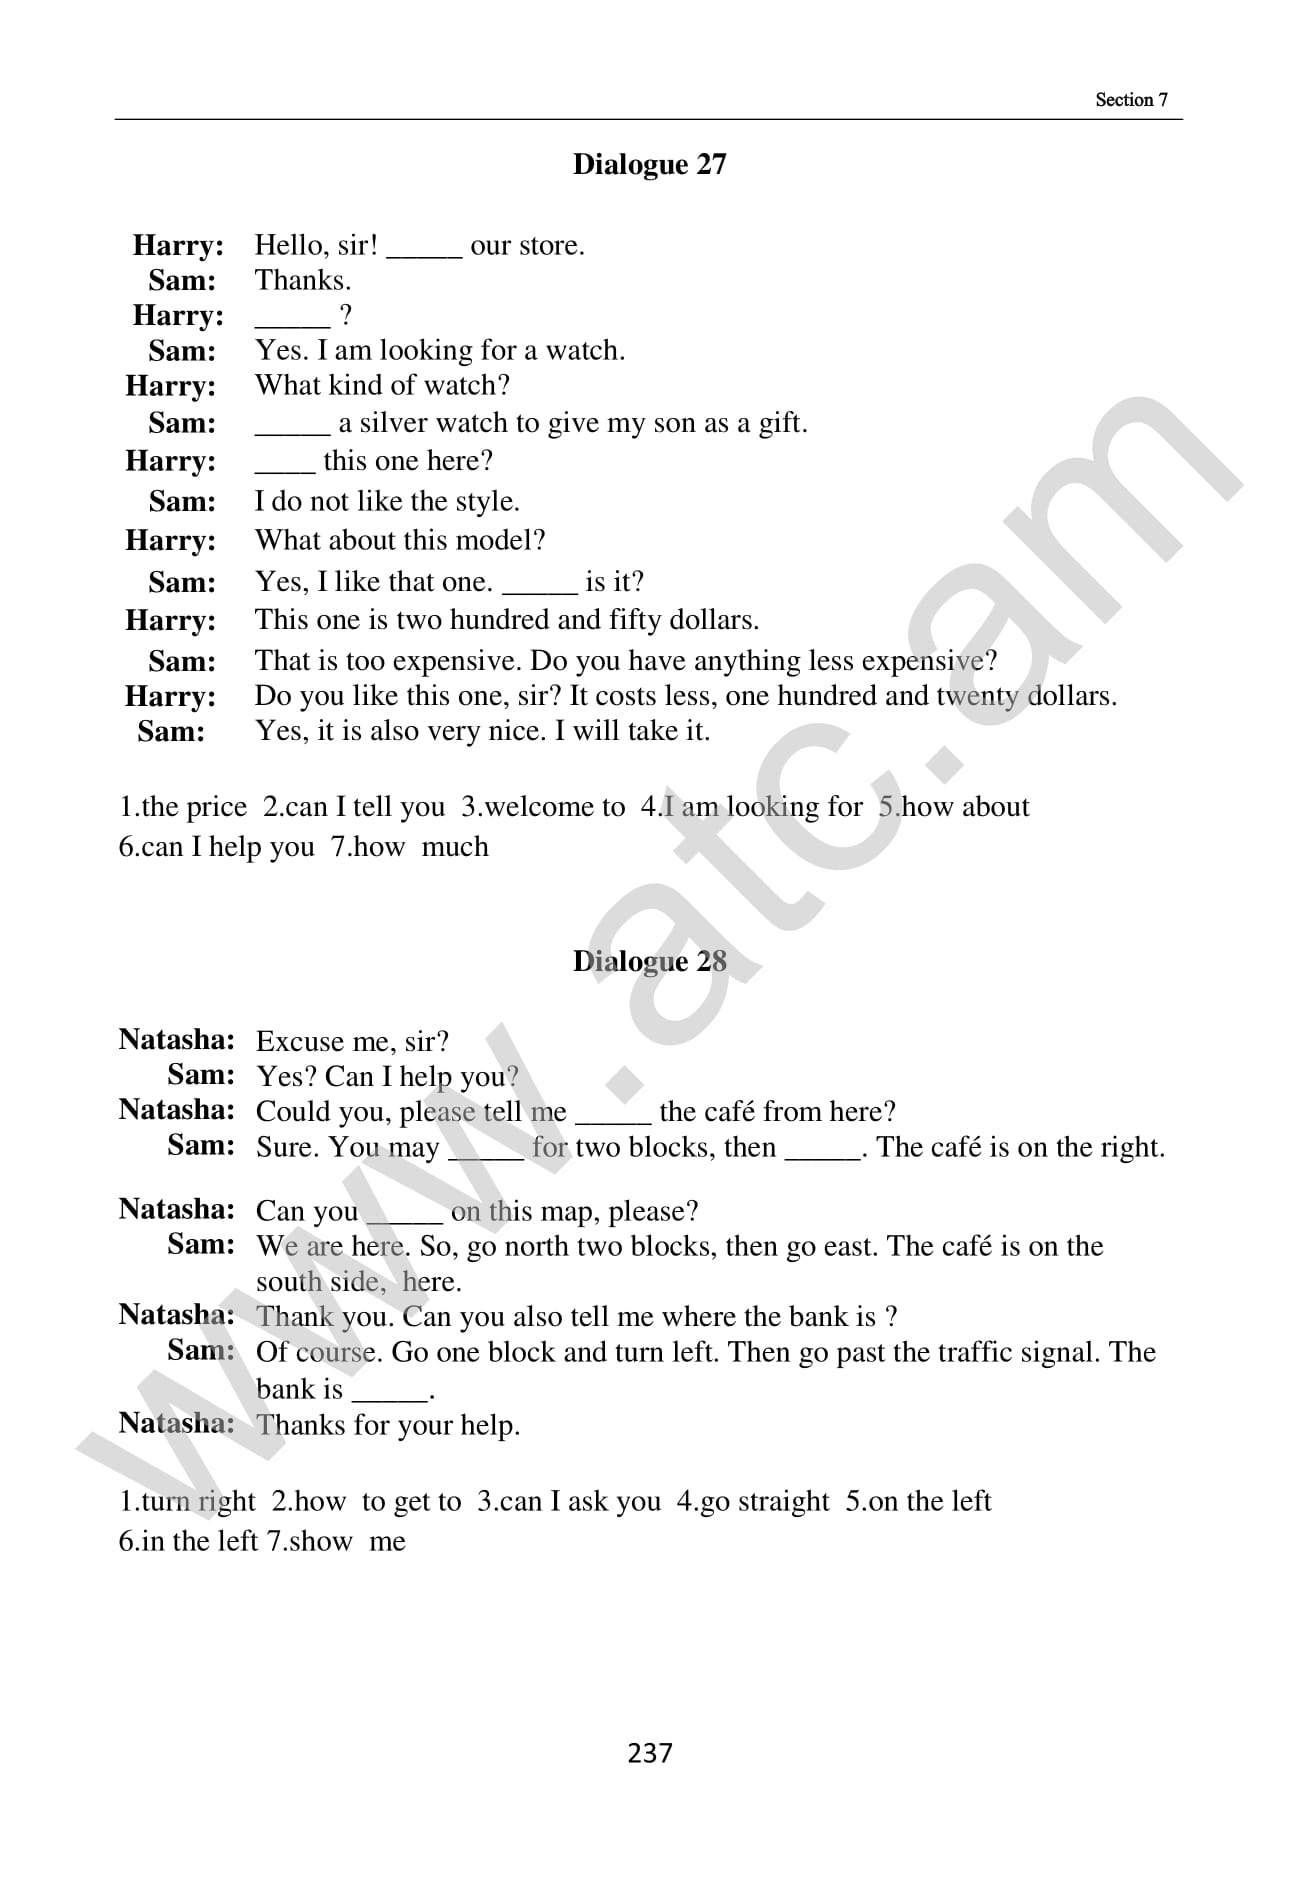 Section 7
Dialogue 27
Harry: Hello, sir! _____ our store.
Sam: Thanks.
Harry: _____ ?
Sam: Yes. I am looking for a watch.
Harry: What kind of watch?
Sam: _____ a silver watch to give my son as a gift.
Harry: ____ this one here?
Sam: I do not like the style.
Harry: What about this model?
Sam: Yes, I like that one. _____ is it?
Harry: This one is two hundred and fifty dollars.
Sam: That is too expensive. Do you have anything less expensive?
Harry: Do you like this one, sir? It costs less, one hundred and twenty dollars.
Sam: Yes, it is also very nice. I will take it.
1.the price 2.can I tell you 3.welcome to 4.I am looking for 5.how about
6.can I help you 7.how much
Dialogue 28
Natasha: Excuse me, sir?
Sam: Yes? Can I help you?
Natasha: Could you, please tell me _____ the café from here?
Sam: Sure. You may _____ for two blocks, then _____. The café is on the right.
Natasha: Can you _____ on this map, please?
Sam: We are here. So, go north two blocks, then go east. The café is on the
south side, here.
Natasha: Thank you. Can you also tell me where the bank is ?
Sam: Of course. Go one block and turn left. Then go past the traffic signal. The
bank is _____.
Natasha: Thanks for your help.
1.turn right 2.how to get to 3.can I ask you 4.go straight 5.on the left
6.in the left 7.show me
237
www.atc.am